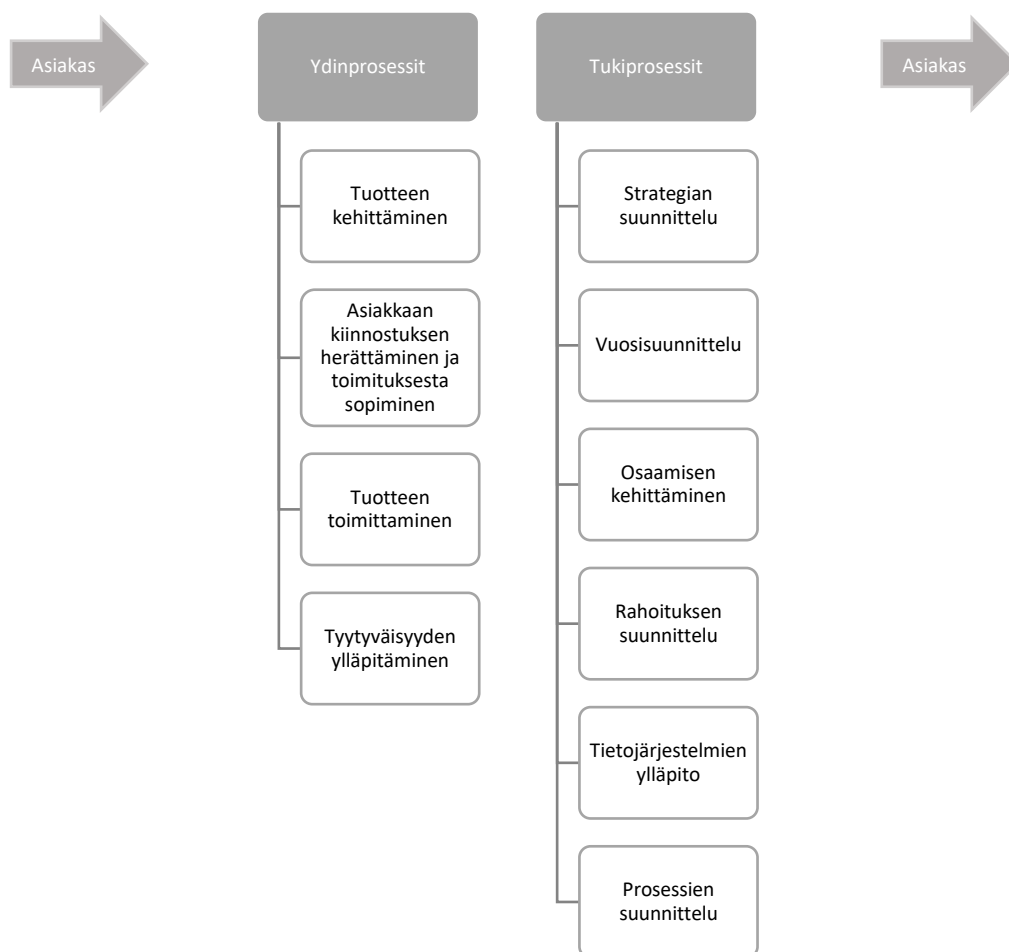 Asiakas
Ydinprosessit
Tukiprosessit
Asiakas
Tuotteen
kehittäminen
Asiakkaan
kiinnostuksen
herättäminen ja
toimituksesta
sopiminen
Tuotteen
toimittaminen
Tyytyväisyyden
ylläpitäminen
Strategian
suunnittelu
Vuosisuunnittelu
Osaamisen
kehittäminen
Rahoituksen
suunnittelu
Tietojärjestelmien
ylläpito
Prosessien
suunnittelu